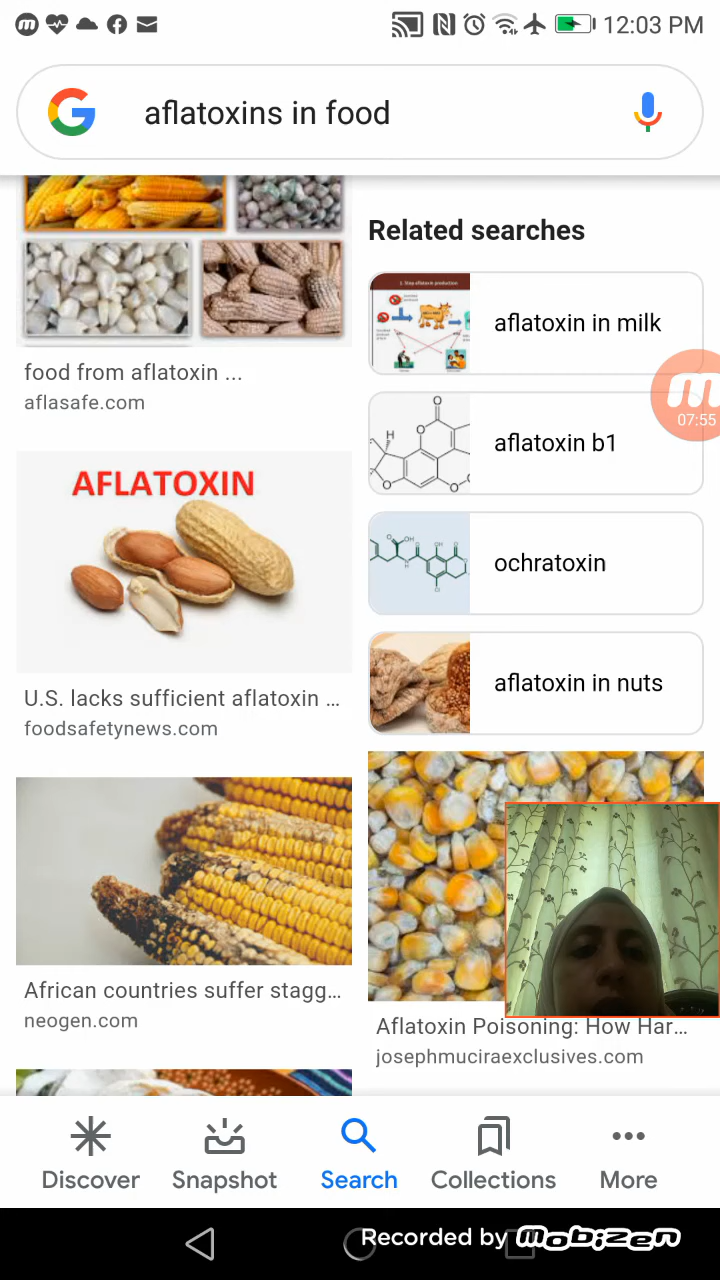 12:03 PM
aflatoxins in food
food from aflatoxin ...
aflasafe.com
AFLATOXIN
U.S. lacks sufficient aflatoxin ...
foodsafetynews.com
African countries suffer stagg...
neogen.com
Related searches
aflatoxin in milk
aflatoxin b1
ochratoxin
aflatoxin in nuts
07:55
Aflatoxin Poisoning: How Har...
josephmuciraexclusives.com
Discover
Snapshot
Search
Collections
More
Recorded by mobizen